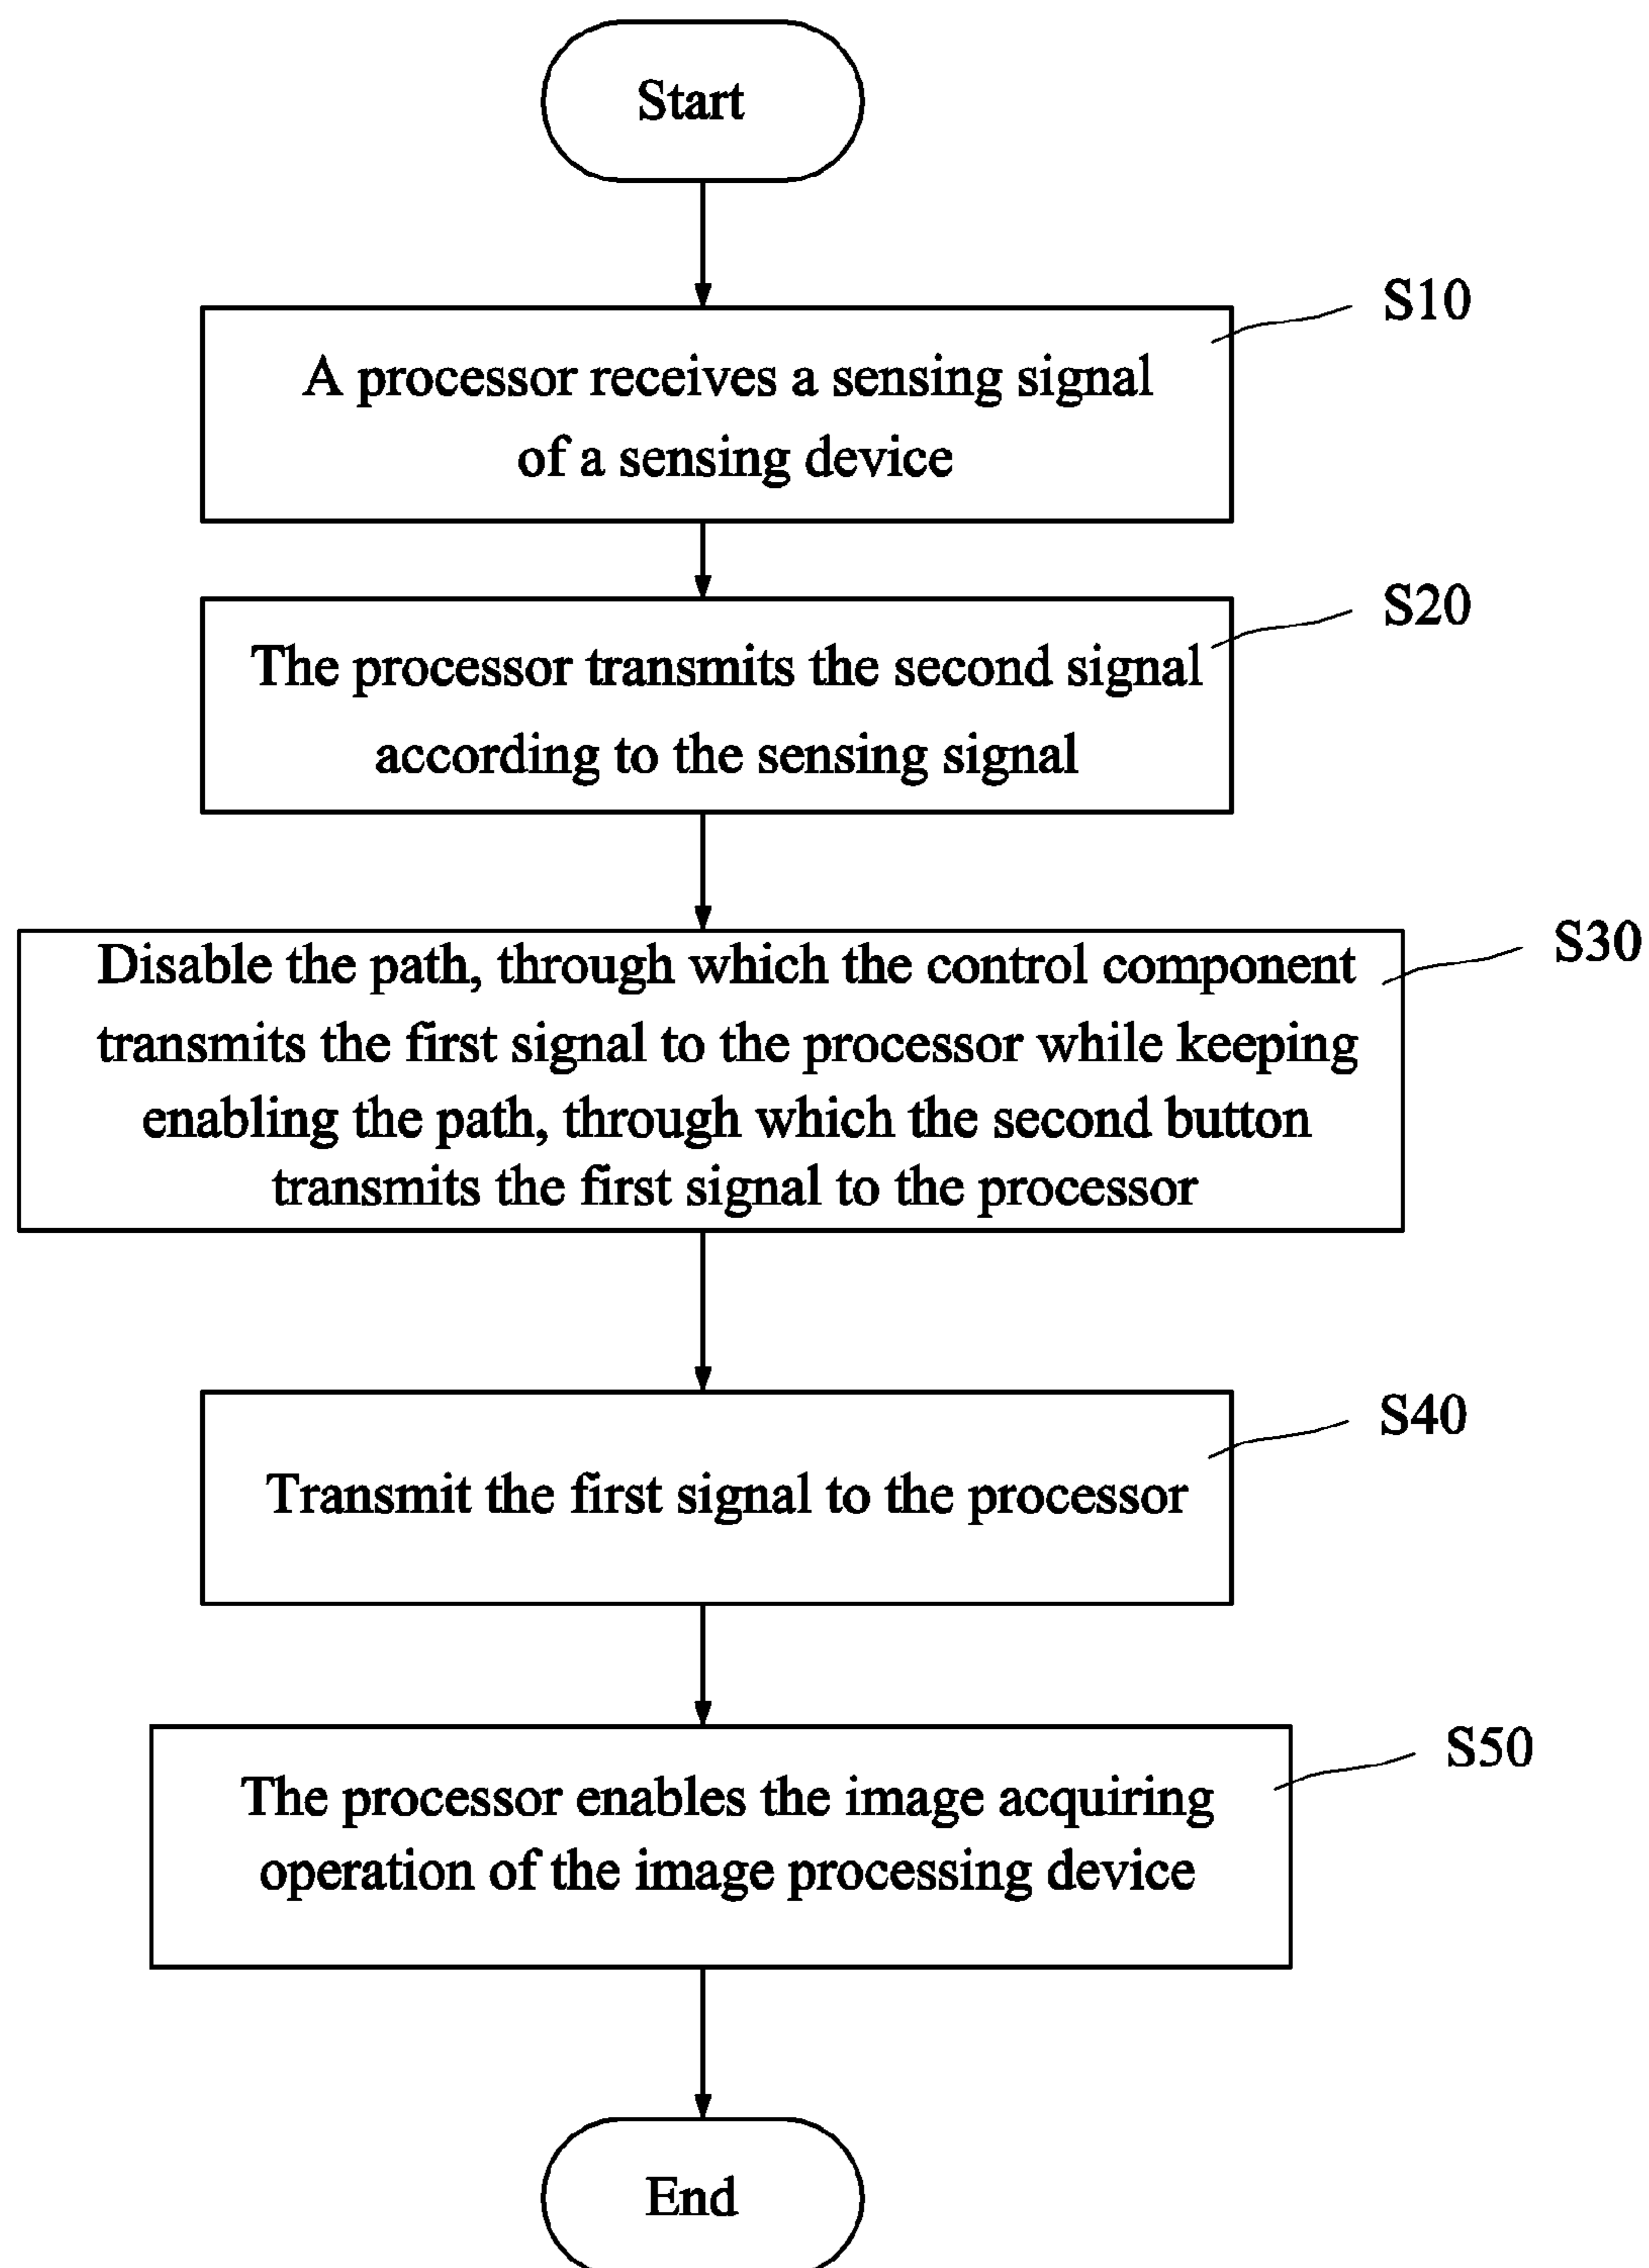 Start
S10
A processor receives a sensing signal
of a sensing device
S20
The processor transmits the second signal
according to the sensing signal
S30
Disable the path, through which the control component
transmits the first signal to the processor while keeping
enabling the path, through which the second button
transmits the first signal to the processor
S40
Transmit the first signal to the processor
S50
The processor enables the image acquiring
operation of the image processing device
End